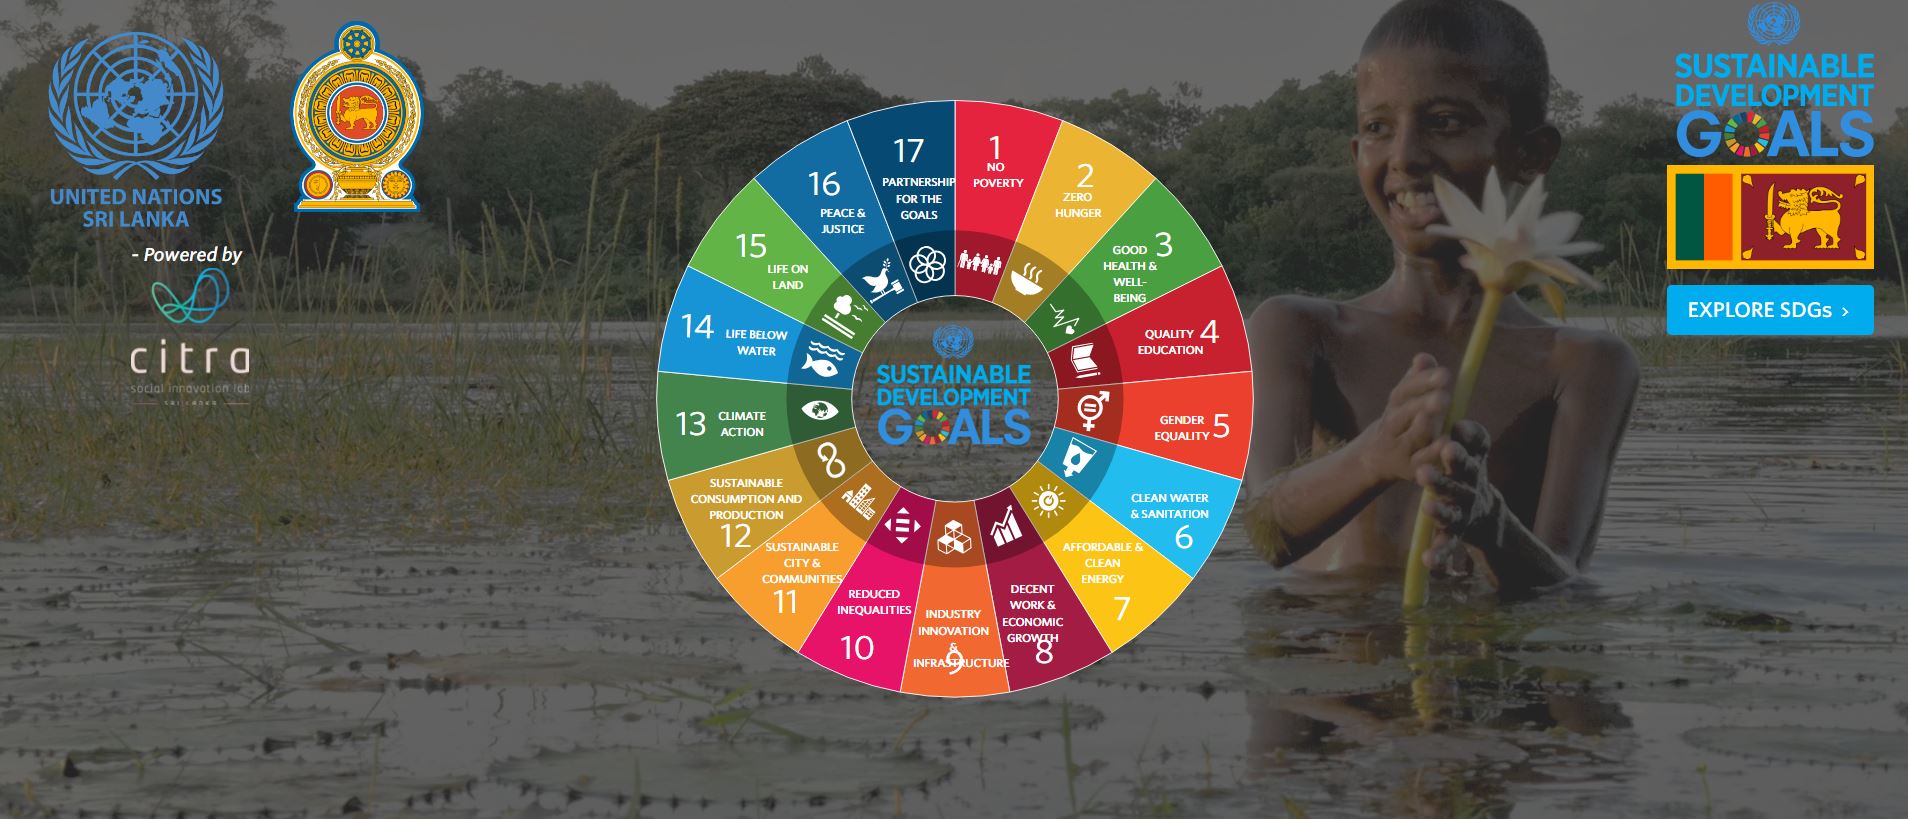 UNITED NATIONS
SRI LANKA
- Powered by
citra
social innovation lab
SRI LANKA
17
PARTNERSHIP
FOR THE
GOALS
1
NO
POVERTY
2
ZERO
HUNGER
GOOD 3
HEALTH &
WELL-
BEING
QUALITY 4
EDUCATION
GENDER
EQUALITY 5
CLEAN WATER
& SANITATION
6
AFFORDABLE &
CLEAN
ENERGY
7
DECENT
WORK &
ECONOMIC
GROWTH
8
INDUSTRY
INNOVATION
&
INFRASTRUCTURE
9
REDUCED
INEQUALITIES
10
SUSTAINABLE
CITY &
COMMUNITIES
11
SUSTAINABLE
CONSUMPTION AND
PRODUCTION
12
13 CLIMATE
ACTION
14 LIFE BELOW
WATER
15
LIFE ON
LAND
16
PEACE &
JUSTICE
SUSTAINABLE
DEVELOPMENT
GOALS
SUSTAINABLE
DEVELOPMENT
GOALS
EXPLORE SDGs ›